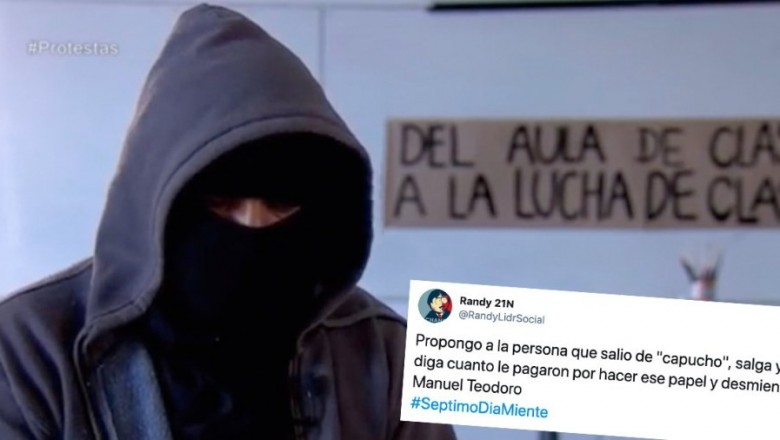 #Protestas
DEL AULA DE CLA
A LA LUCHA DE CLA
Randy 21N
@RandyLidrSocial
Propongo a la persona que salio de "capucho", salga y
diga cuanto le pagaron por hacer ese papel y desmien
Manuel Teodoro
#SeptimoDiaMiente